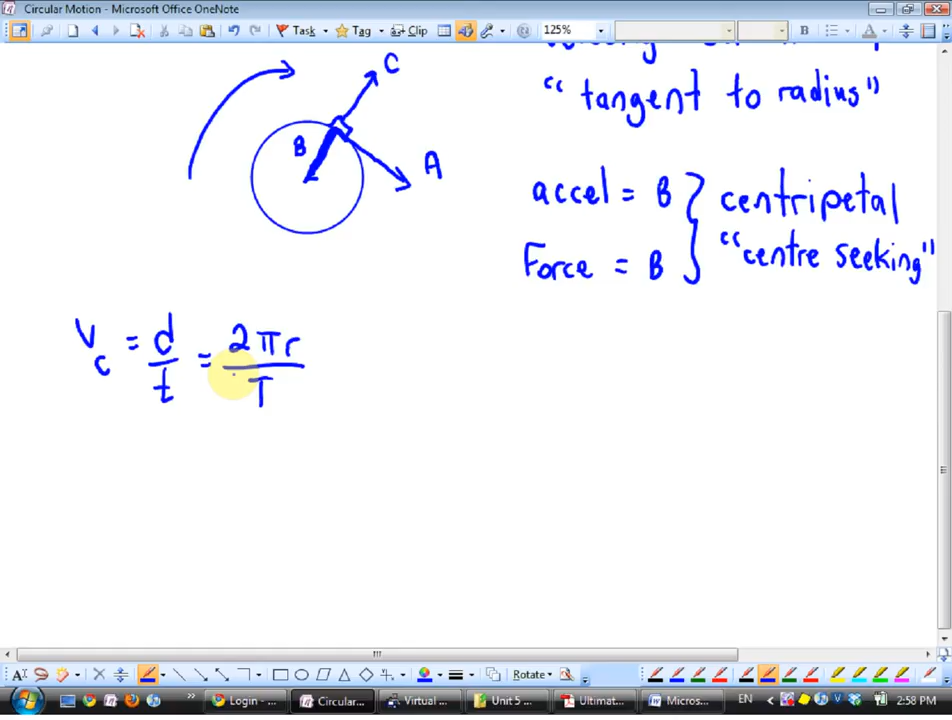 Circular Motion - Microsoft Office OneNote
Task
Tag
Clip
125%
B
"tangent to radius"
C
B
A
accel = B } centripetal
Force = B } "centre seeking"
Vc = d/t = 2πr/T
Rotate
Login - ...
Circular...
Virtual ...
Unit 5 ...
Ultimat...
Micros...
EN
2:58 PM